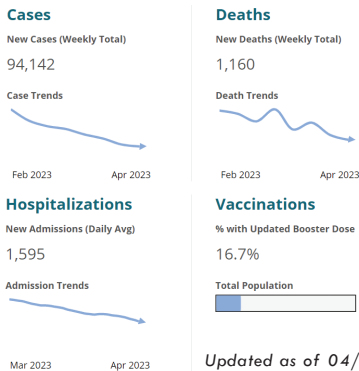 Cases
New Cases (Weekly Total)
94,142
Case Trends
Feb 2023 Apr 2023
Deaths
New Deaths (Weekly Total)
1,160
Death Trends
Feb 2023 Apr 2023
Hospitalizations
New Admissions (Daily Avg)
1,595
Admission Trends
Mar 2023 Apr 2023
Vaccinations
% with Updated Booster Dose
16.7%
Total Population
Updated as of 04/